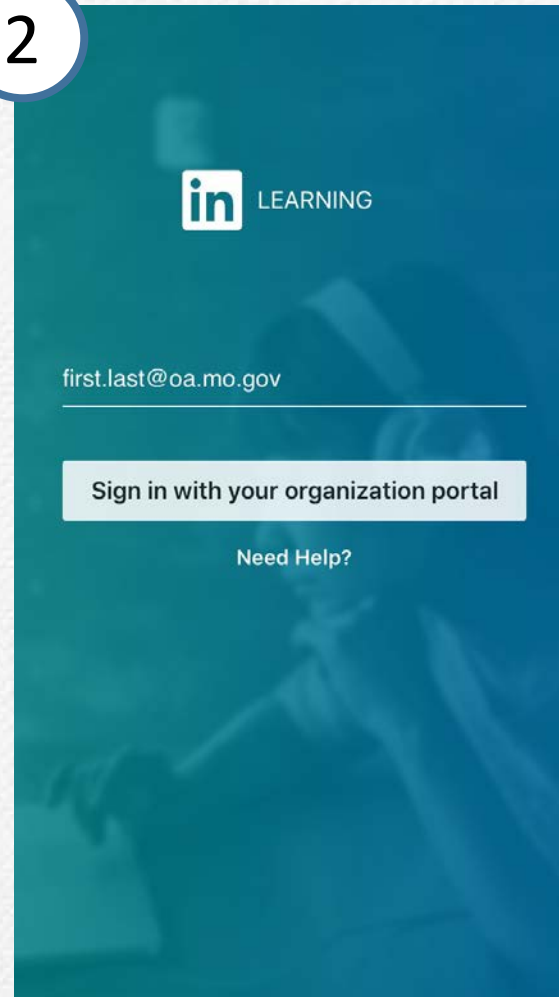 2
in LEARNING
first.last@oa.mo.gov
Sign in with your organization portal
Need Help?